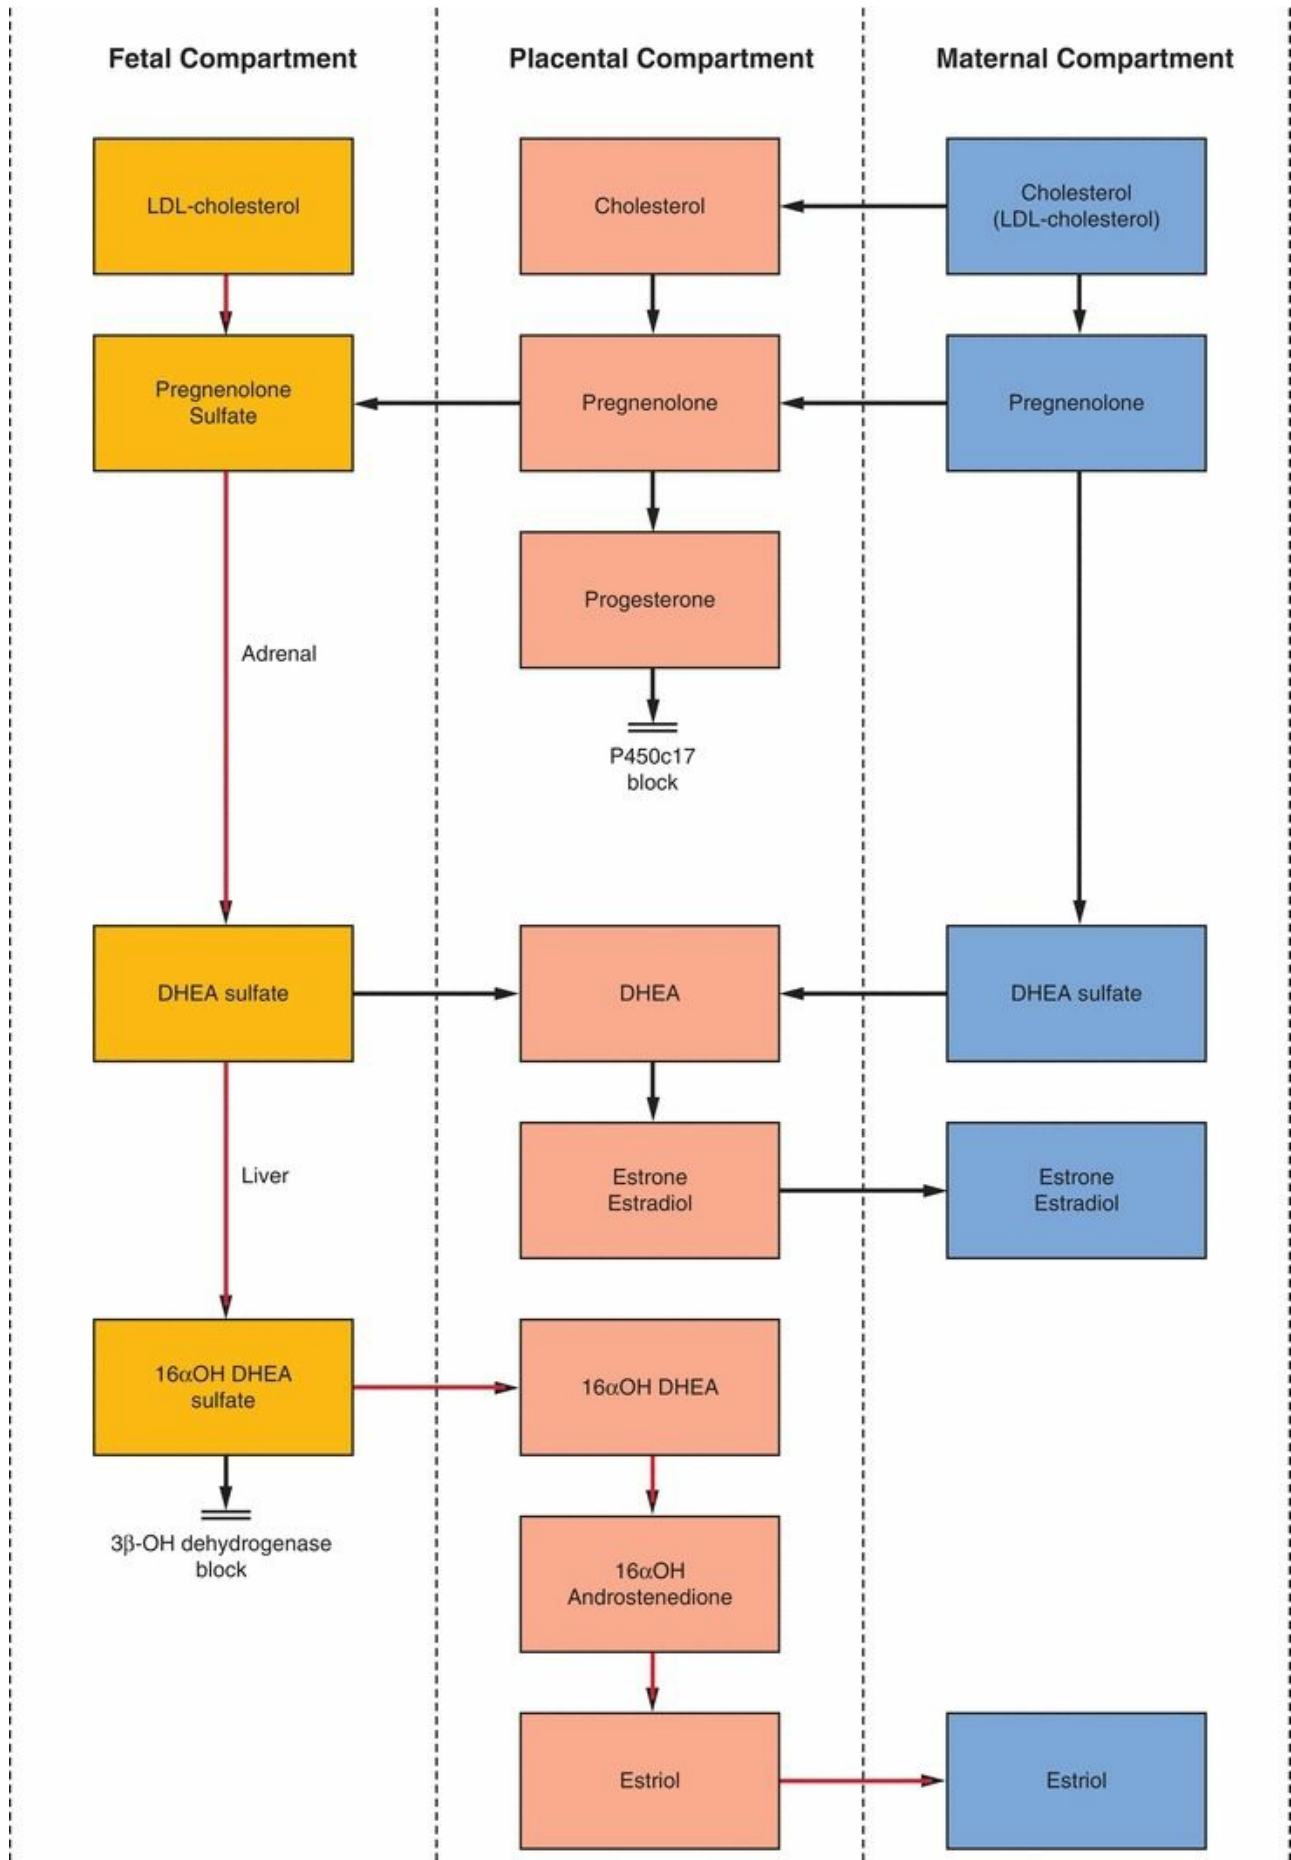 Fetal Compartment
Placental Compartment
Maternal Compartment
LDL-cholesterol
Cholesterol
Cholesterol
(LDL-cholesterol)
Pregnenolone
Sulfate
Pregnenolone
Pregnenolone
Progesterone
Adrenal
P450c17
block
DHEA sulfate
DHEA
DHEA sulfate
Liver
Estrone
Estradiol
Estrone
Estradiol
16αOH DHEA
sulfate
16αOH DHEA
3β-OH dehydrogenase
block
16αOH
Androstenedione
Estriol
Estriol